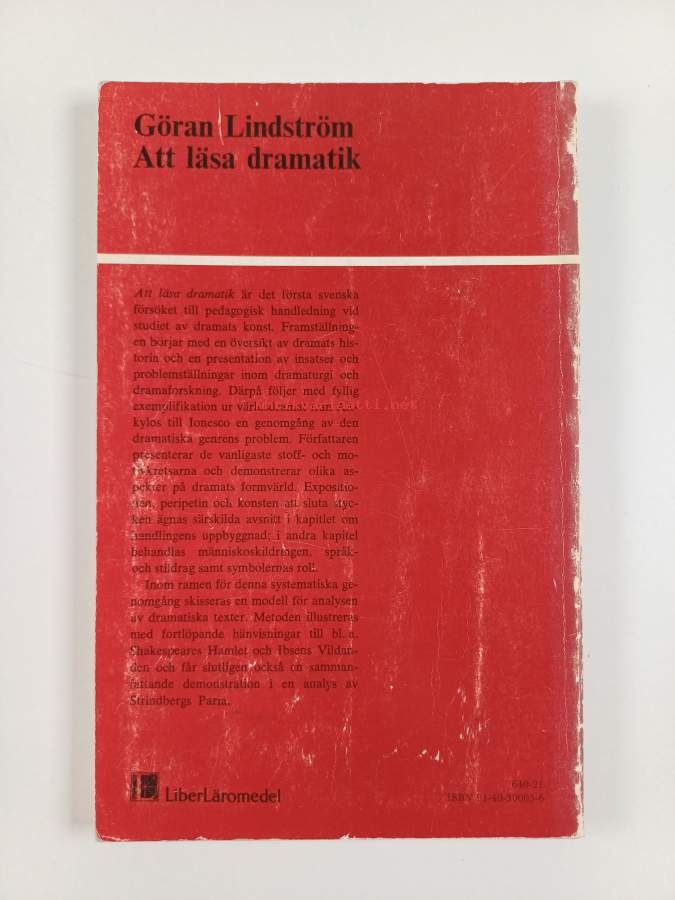 Göran Lindström
Att läsa dramatik
Att läsa dramatik är det första svenska
försöket till pedagogisk handledning vid
studiet av dramats konst. Framställning-
en börjar med en översikt av dramats his-
toria och en presentation av insatser och
problemställningar inom dramaturgi och
dramaforskning. Därpå följer med fyllig
exemplifikation ur
kylos till Ionesco en genomgång av den
dramatiska genrens problem. Författaren
presenterar de vanligaste stoff- och mo-
tivkretsarna och demonstrerar olika as-
pekter på dramats formvärld. Expositio-
nen, peripetin och konsten att sluta styc-
ken ägnas särskilda avsnitt i kapitlet om
handlingens uppbyggnad; i andra kapitel
behandlas människoskildringen, språk-
och stildrag samt symbolernas roll.
Inom ramen för denna systematiska ge-
nomgång skisseras en modell för analysen
av dramatiska texter. Metoden illustreras
med fortlöpande hänvisningar till bl. a.
Shakespeares Hamlet och Ibsens Vildan-
den och får slutligen också en samman-
fattande demonstration i en analys av
Strindbergs Paria.
LiberLäromedel
640-21
ISBN 91-40-30005-6